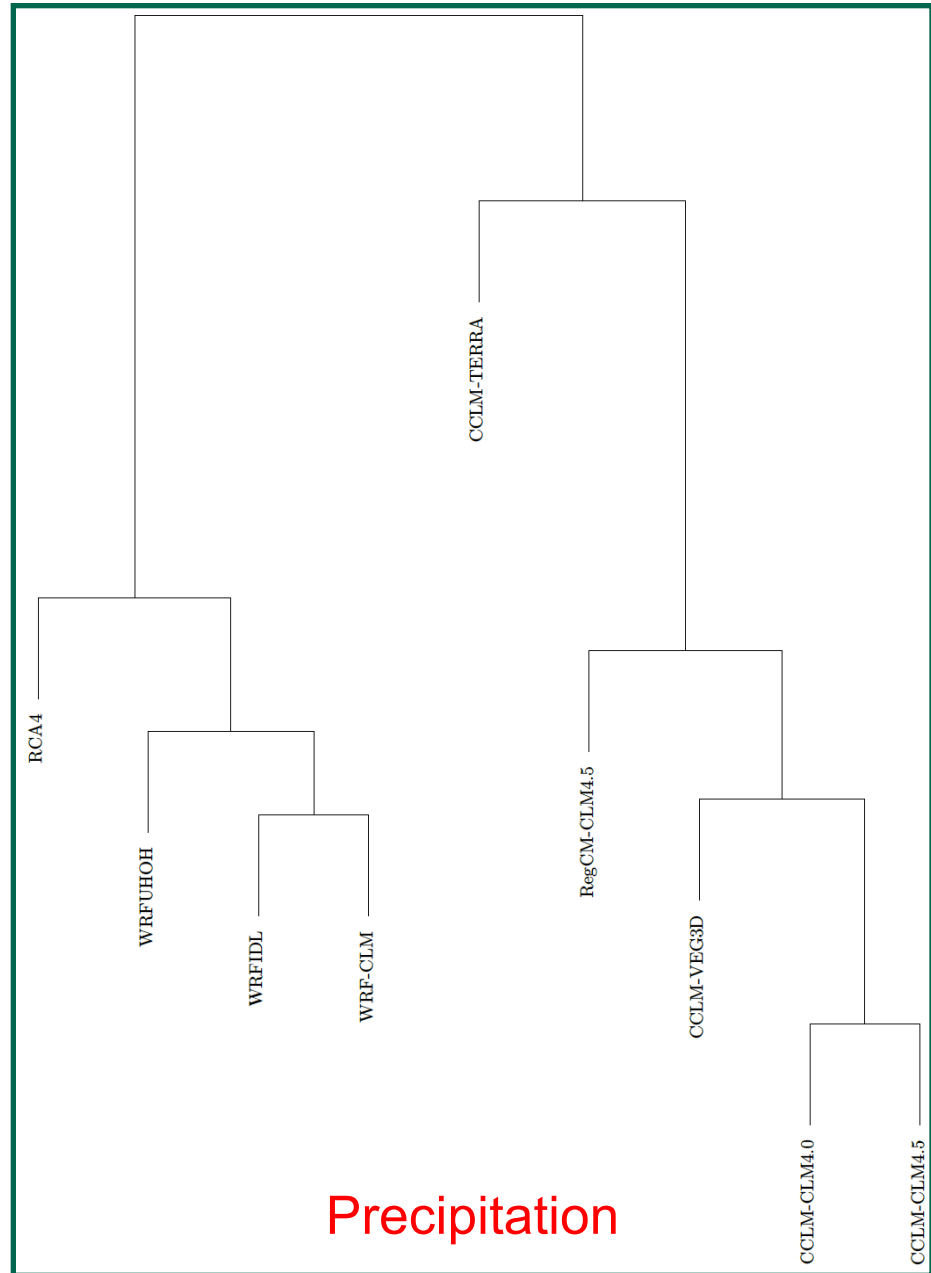 CCLM-TERRA
RCA4
RegCM-CLM4.5
WRFUHOH
CCLM-VEG3D
WRFIDL
WRF-CLM
CCLM-CLM4.0
CCLM-CLM4.5
Precipitation